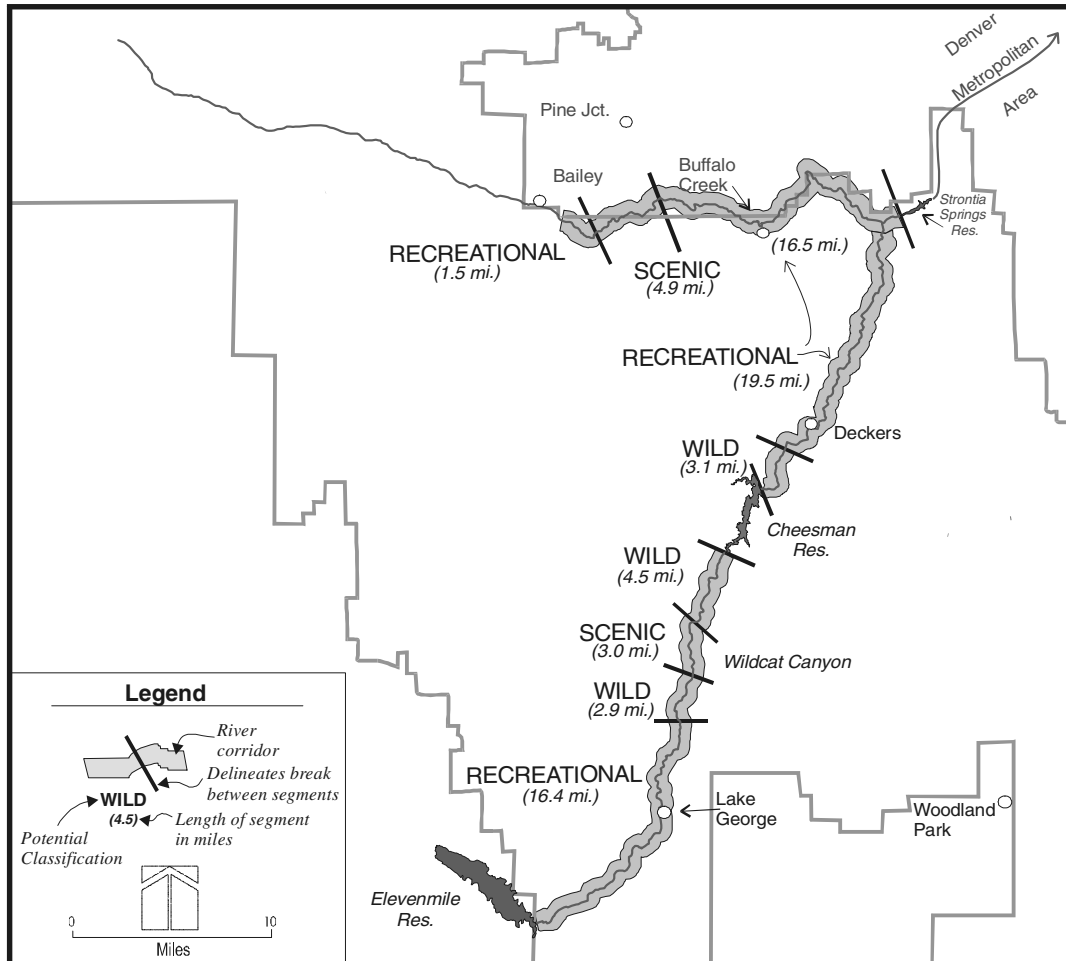 Denver
Metropolitan
Area
Pine Jct.
Bailey
Buffalo
Creek
Strontia
Springs
Res.
RECREATIONAL
(1.5 mi.)
SCENIC
(4.9 mi.)
(16.5 mi.)
RECREATIONAL
(19.5 mi.)
Deckers
WILD
(3.1 mi.)
Cheesman
Res.
WILD
(4.5 mi.)
SCENIC
(3.0 mi.)
Wildcat Canyon
WILD
(2.9 mi.)
RECREATIONAL
(16.4 mi.)
Lake
George
Woodland
Park
Elevenmile
Res.
Legend
River
corridor
Delineates break
between segments
WILD
(4.5)
Length of segment
in miles
Potential
Classification
0 10
Miles